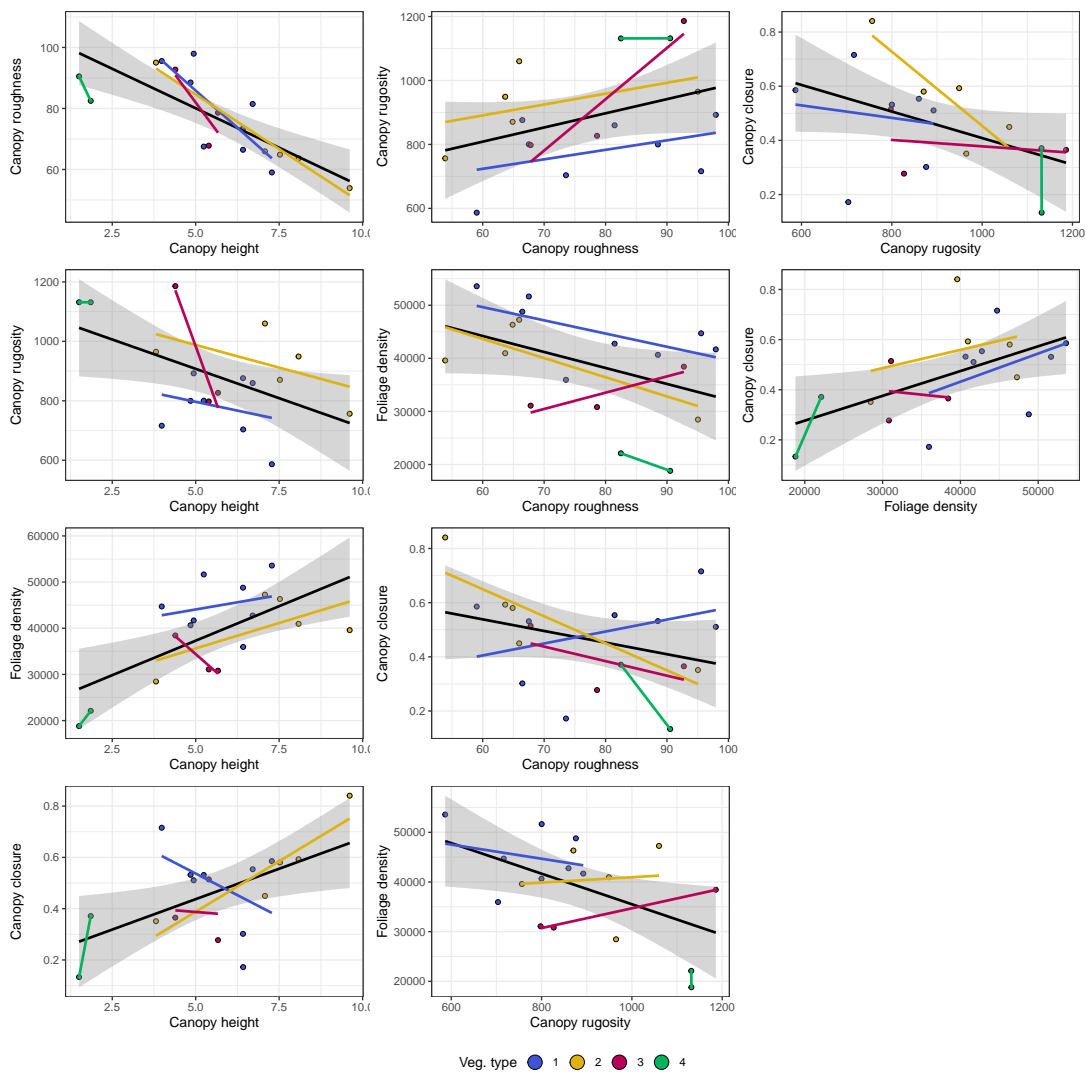 Canopy roughness
100
80
60
2.5 5.0 7.5 10.0
Canopy height
Canopy rugosity
1200
1000
800
600
60 70 80 90 100
Canopy roughness
Canopy closure
0.8
0.6
0.4
0.2
600 800 1000 1200
Canopy rugosity
Canopy rugosity
1200
1000
800
600
2.5 5.0 7.5 10.0
Canopy height
Foliage density
50000
40000
30000
20000
60 70 80 90 100
Canopy roughness
Canopy closure
0.8
0.6
0.4
0.2
20000 30000 40000 50000
Foliage density
Foliage density
60000
50000
40000
30000
20000
2.5 5.0 7.5 10.0
Canopy height
Canopy closure
0.8
0.6
0.4
0.2
60 70 80 90 100
Canopy roughness
Canopy closure
0.8
0.6
0.4
0.2
2.5 5.0 7.5 10.0
Canopy height
Foliage density
50000
40000
30000
20000
600 800 1000 1200
Canopy rugosity
Veg. type 1 2 3 4